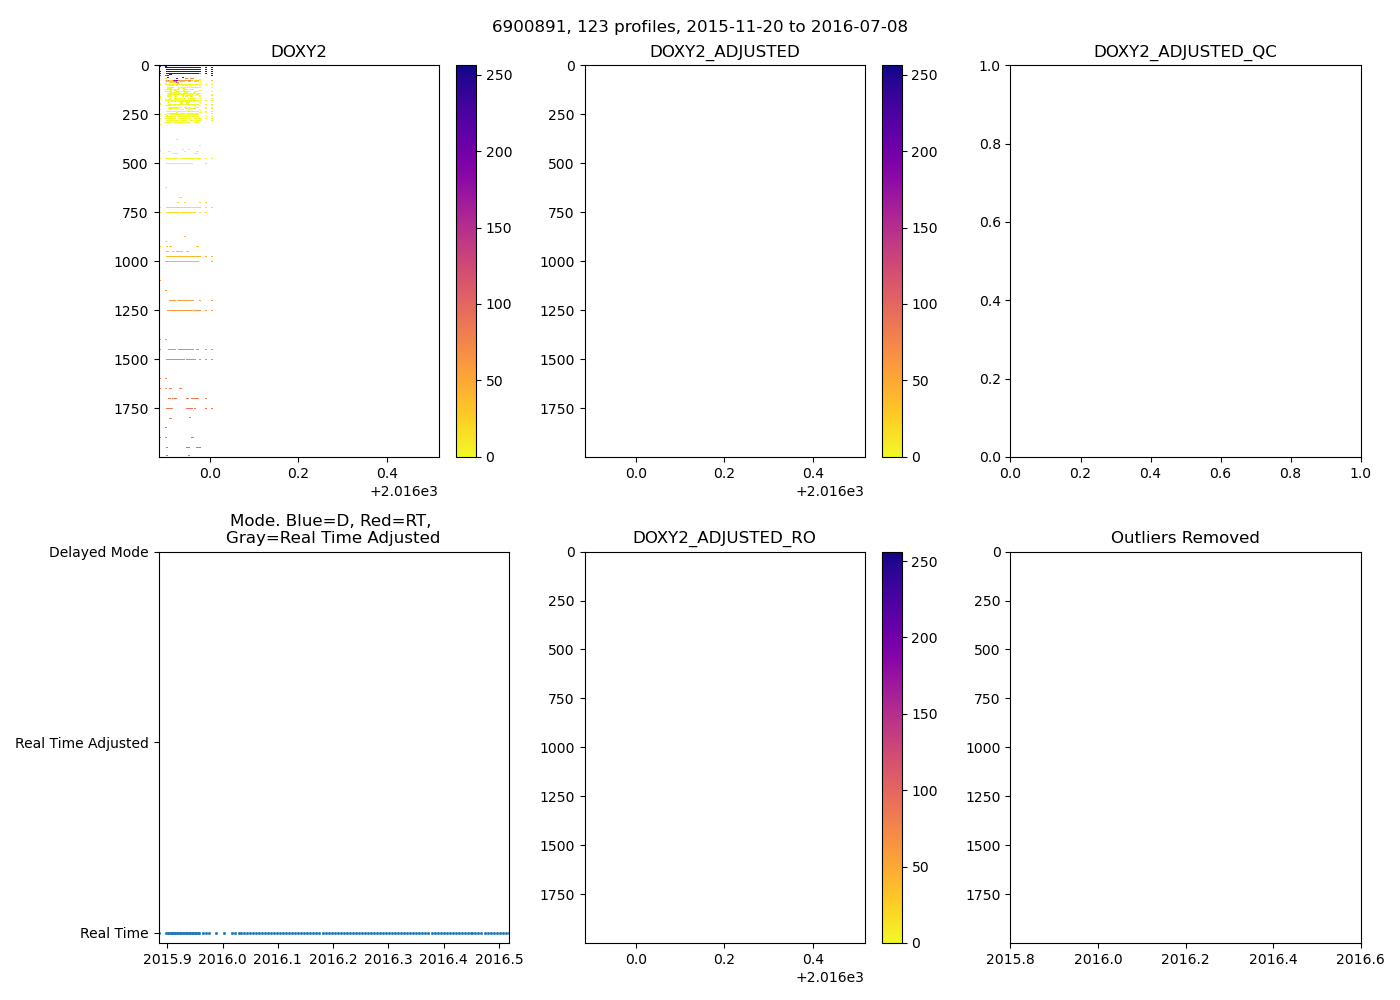 6900891, 123 profiles, 2015-11-20 to 2016-07-08
DOXY2
DOXY2_ADJUSTED
DOXY2_ADJUSTED_QC
0
250
500
750
1000
1250
1500
1750
0.0 0.2 0.4
+2.016e3
250
200
150
100
50
0
0
250
500
750
1000
1250
1500
1750
0.0 0.2 0.4
+2.016e3
250
200
150
100
50
0
1.0
0.8
0.6
0.4
0.2
0.0
0.0 0.2 0.4 0.6 0.8 1.0
Mode. Blue=D, Red=RT,
Gray=Real Time Adjusted
DOXY2_ADJUSTED_RO
Outliers Removed
Delayed Mode
Real Time Adjusted
Real Time
2015.9 2016.0 2016.1 2016.2 2016.3 2016.4 2016.5
0
250
500
750
1000
1250
1500
1750
0.0 0.2 0.4
+2.016e3
250
200
150
100
50
0
0
250
500
750
1000
1250
1500
1750
2015.8 2016.0 2016.2 2016.4 2016.6